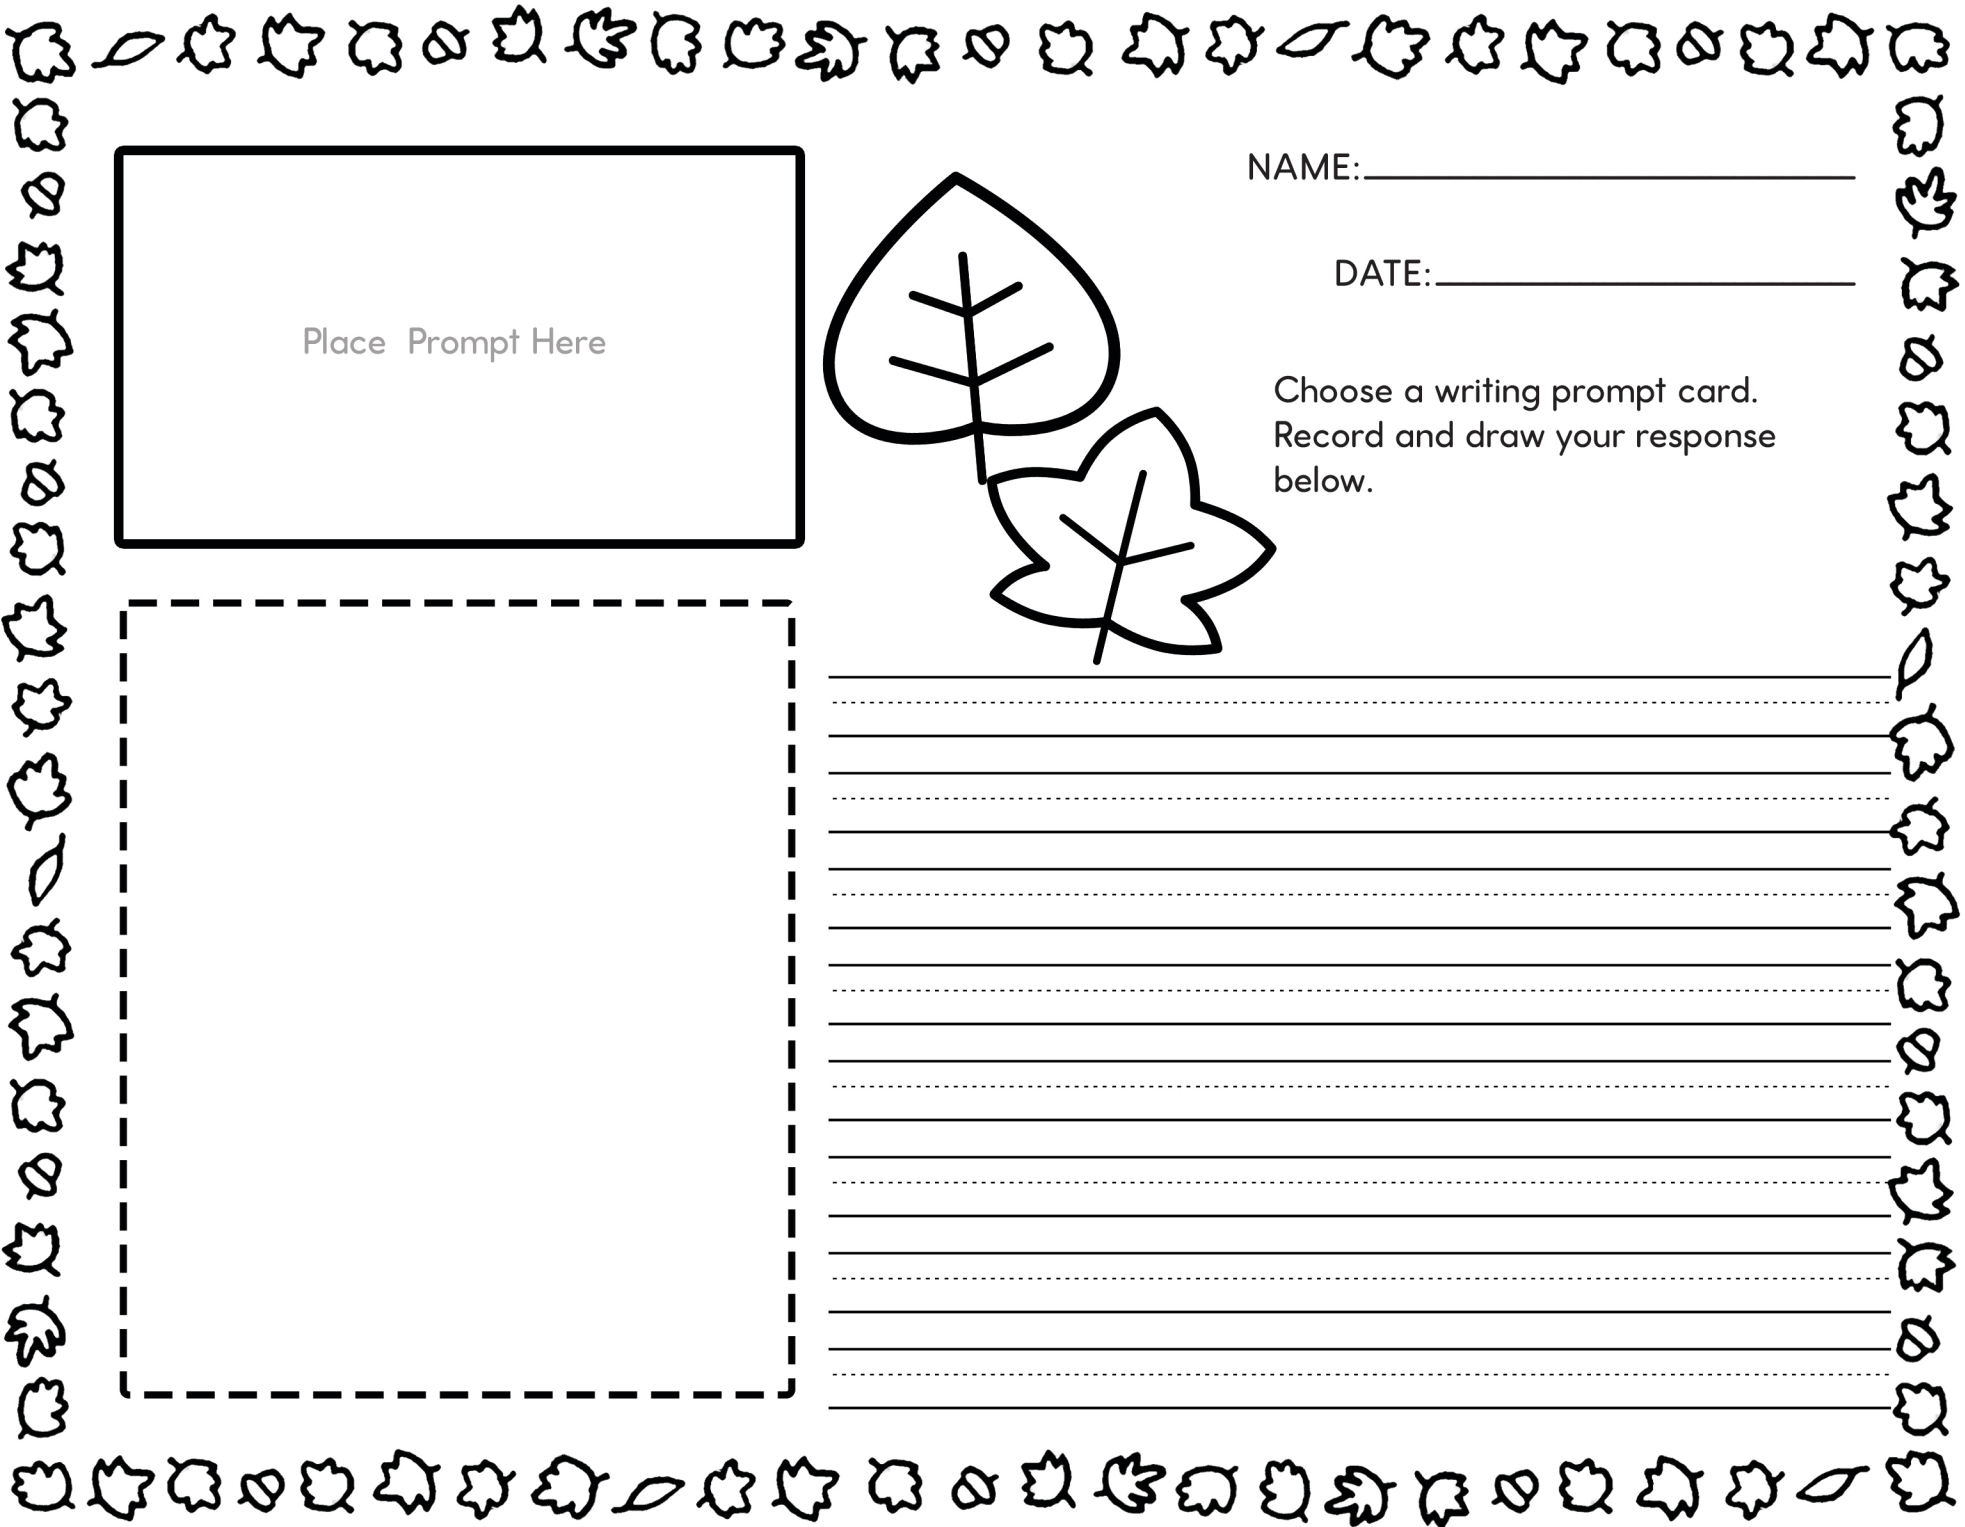 NAME:
DATE:
Place Prompt Here
Choose a writing prompt card.
Record and draw your response
below.